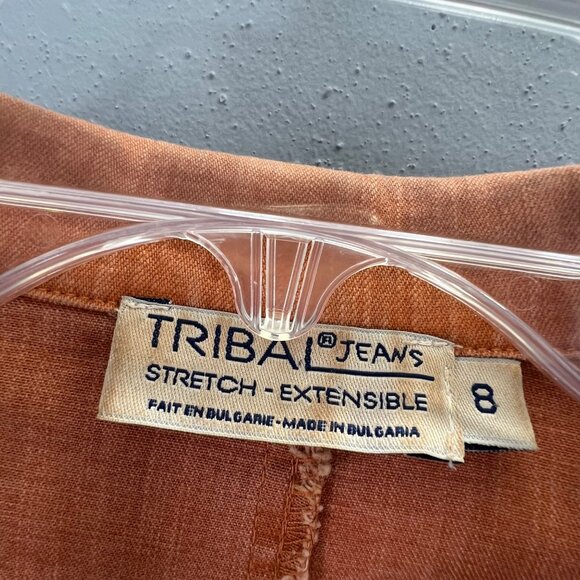 TRIBAL® JEANS
STRETCH - EXTENSIBLE
FAIT EN BULGARIE - MADE IN BULGARIA
8